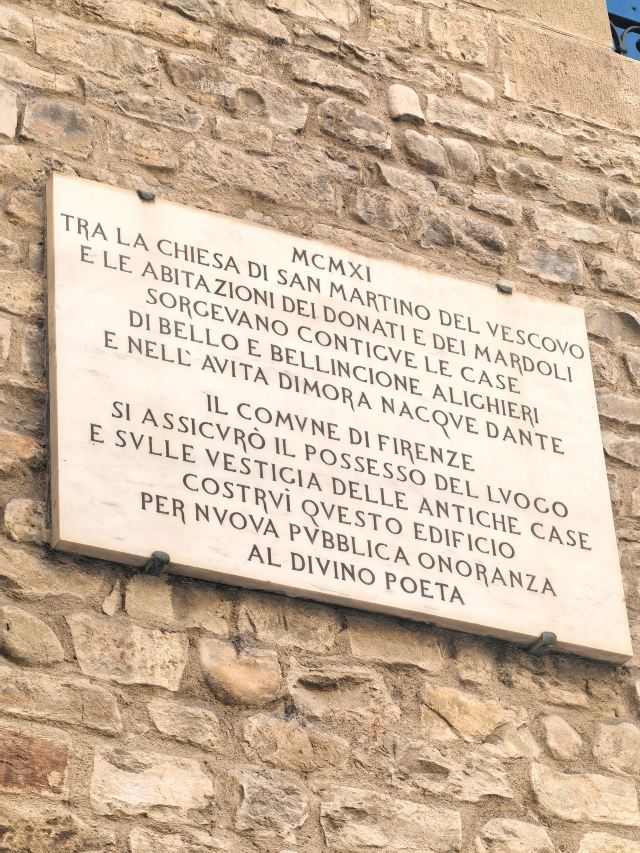 MCMXI
TRA LA CHIESA DI SAN MARTINO DEL VESCOVO
E LE ABITAZIONI DEI DONATI E DEI MARDOLI
SORGEVANO CONTIGVE LE CASE
DI BELLO E BELLINCIONE ALIGHIERI
E NELL' AVITA DIMORA NACQVE DANTE
IL COMVNE DI FIRENZE
SI ASSICVRÒ IL POSSESSO DEL LVOGO
E SVLLE VESTIGIA DELLE ANTICHE CASE
COSTRVÌ QVESTO EDIFICIO
PER NVOVA PVBBLICA ONORANZA
AL DIVINO POETA